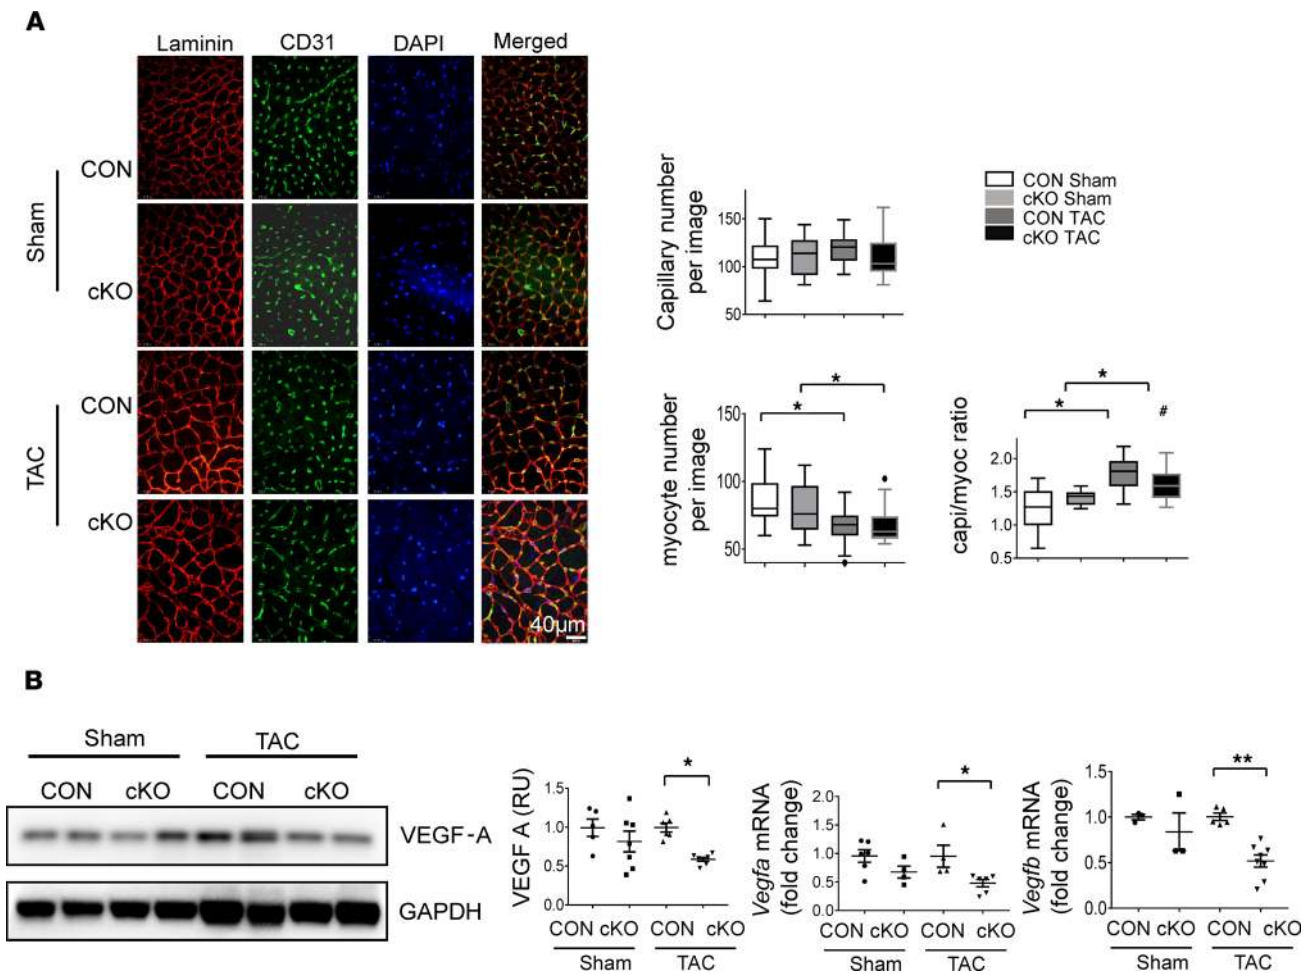 A
Laminin CD31 DAPI Merged
CON
Sham
cKO
CON
TAC
cKO
40µm
Capillary number
per image
150
100
50
CON Sham
cKO Sham
CON TAC
cKO TAC
myocyte number
per image
150
100
50
*
*
capi/myoc ratio
2.0
1.5
1.0
0.5
*
*
#
B
Sham TAC
CON cKO CON cKO
VEGF-A
GAPDH
VEGF A (RU)
1.5
1.0
0.5
0.0
*
CON cKO CON cKO
Sham TAC
Vegfa mRNA
(fold change)
2.0
1.5
1.0
0.5
0.0
*
CON cKO CON cKO
Sham TAC
Vegfb mRNA
(fold change)
1.5
1.0
0.5
0.0
**
CON cKO CON cKO
Sham TAC